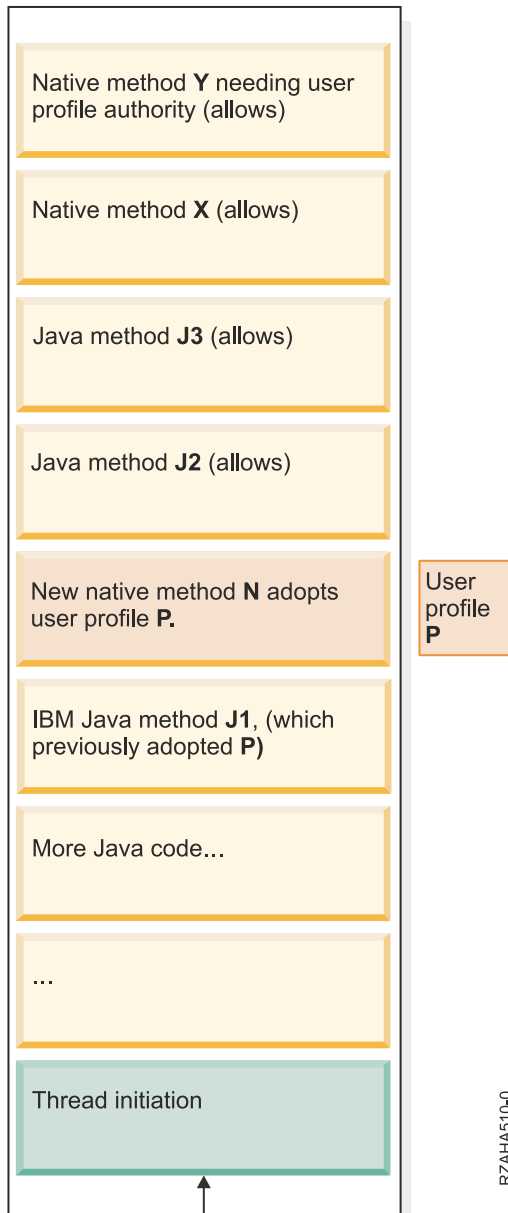 Native method Y needing user
profile authority (allows)
Native method X (allows)
Java method J3 (allows)
Java method J2 (allows)
New native method N adopts
user profile P.
User
profile
P
IBM Java method J1, (which
previously adopted P)
More Java code...
...
Thread initiation
RZAHA510-0